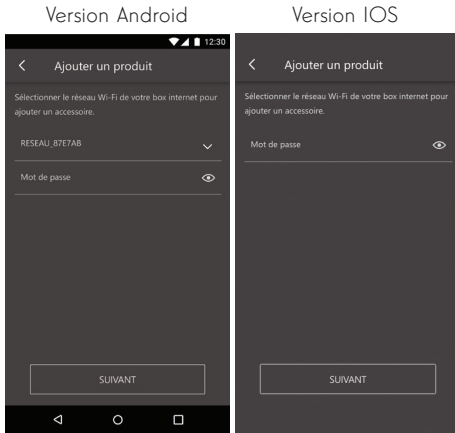 Version Android
12:30
Ajouter un produit
Sélectionner le réseau Wi-Fi de votre box internet pour
ajouter un accessoire.
RESEAU_87E7AB
Mot de passe
SUIVANT
Version IOS
Ajouter un produit
Sélectionner le réseau Wi-Fi de votre box internet pour
ajouter un accessoire.
Mot de passe
SUIVANT